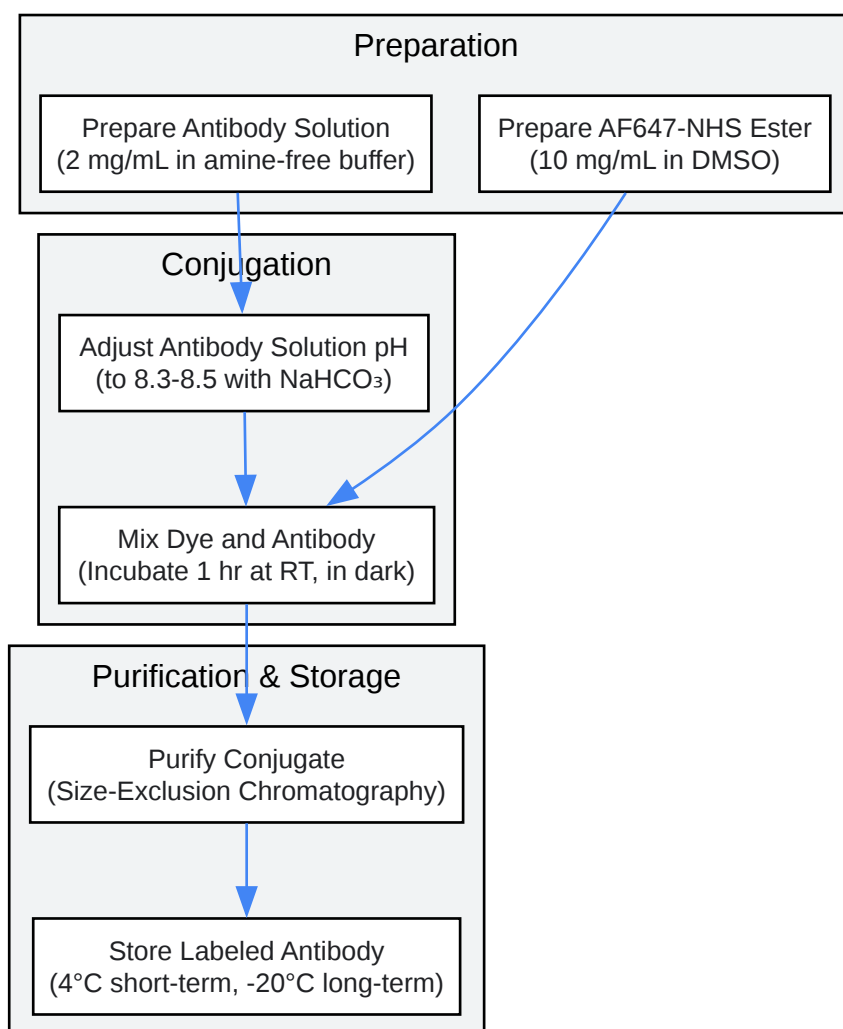 Preparation
Prepare Antibody Solution
(2 mg/mL in amine-free buffer)
Prepare AF647-NHS Ester
(10 mg/mL in DMSO)
Conjugation
Adjust Antibody Solution pH
(to 8.3-8.5 with NaHCO₃)
Mix Dye and Antibody
(Incubate 1 hr at RT, in dark)
Purification & Storage
Purify Conjugate
(Size-Exclusion Chromatography)
Store Labeled Antibody
(4°C short-term, -20°C long-term)